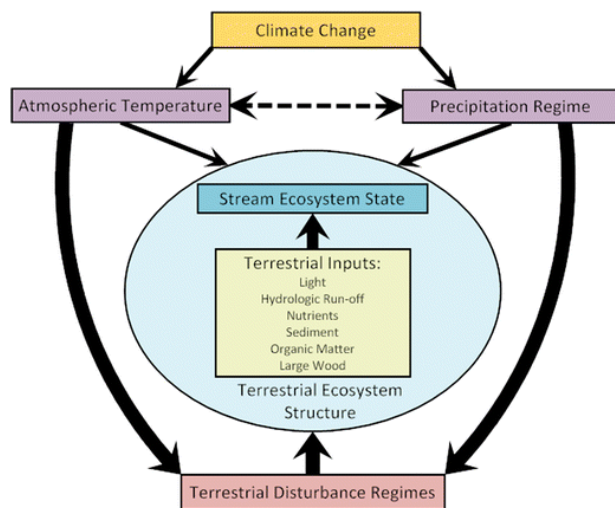 Climate Change
Atmospheric Temperature
Precipitation Regime
Stream Ecosystem State
Terrestrial Inputs:
Light
Hydrologic Run-off
Nutrients
Sediment
Organic Matter
Large Wood
Terrestrial Ecosystem
Structure
Terrestrial Disturbance Regimes